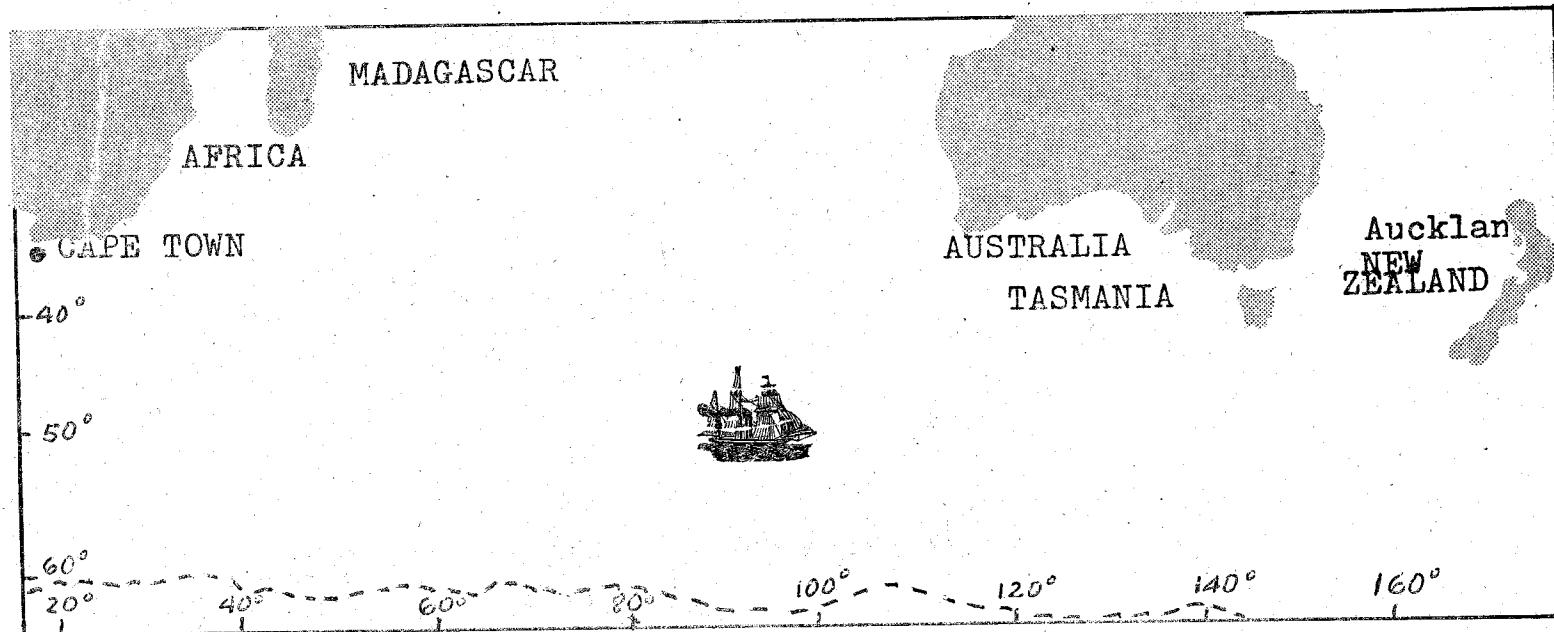 MADAGASCAR
AFRICA
CAPE TOWN
AUSTRALIA
TASMANIA
Aucklan
NEW
ZEALAND
40°
50°
60°
20°
40°
60°
80°
100°
120°
140°
160°